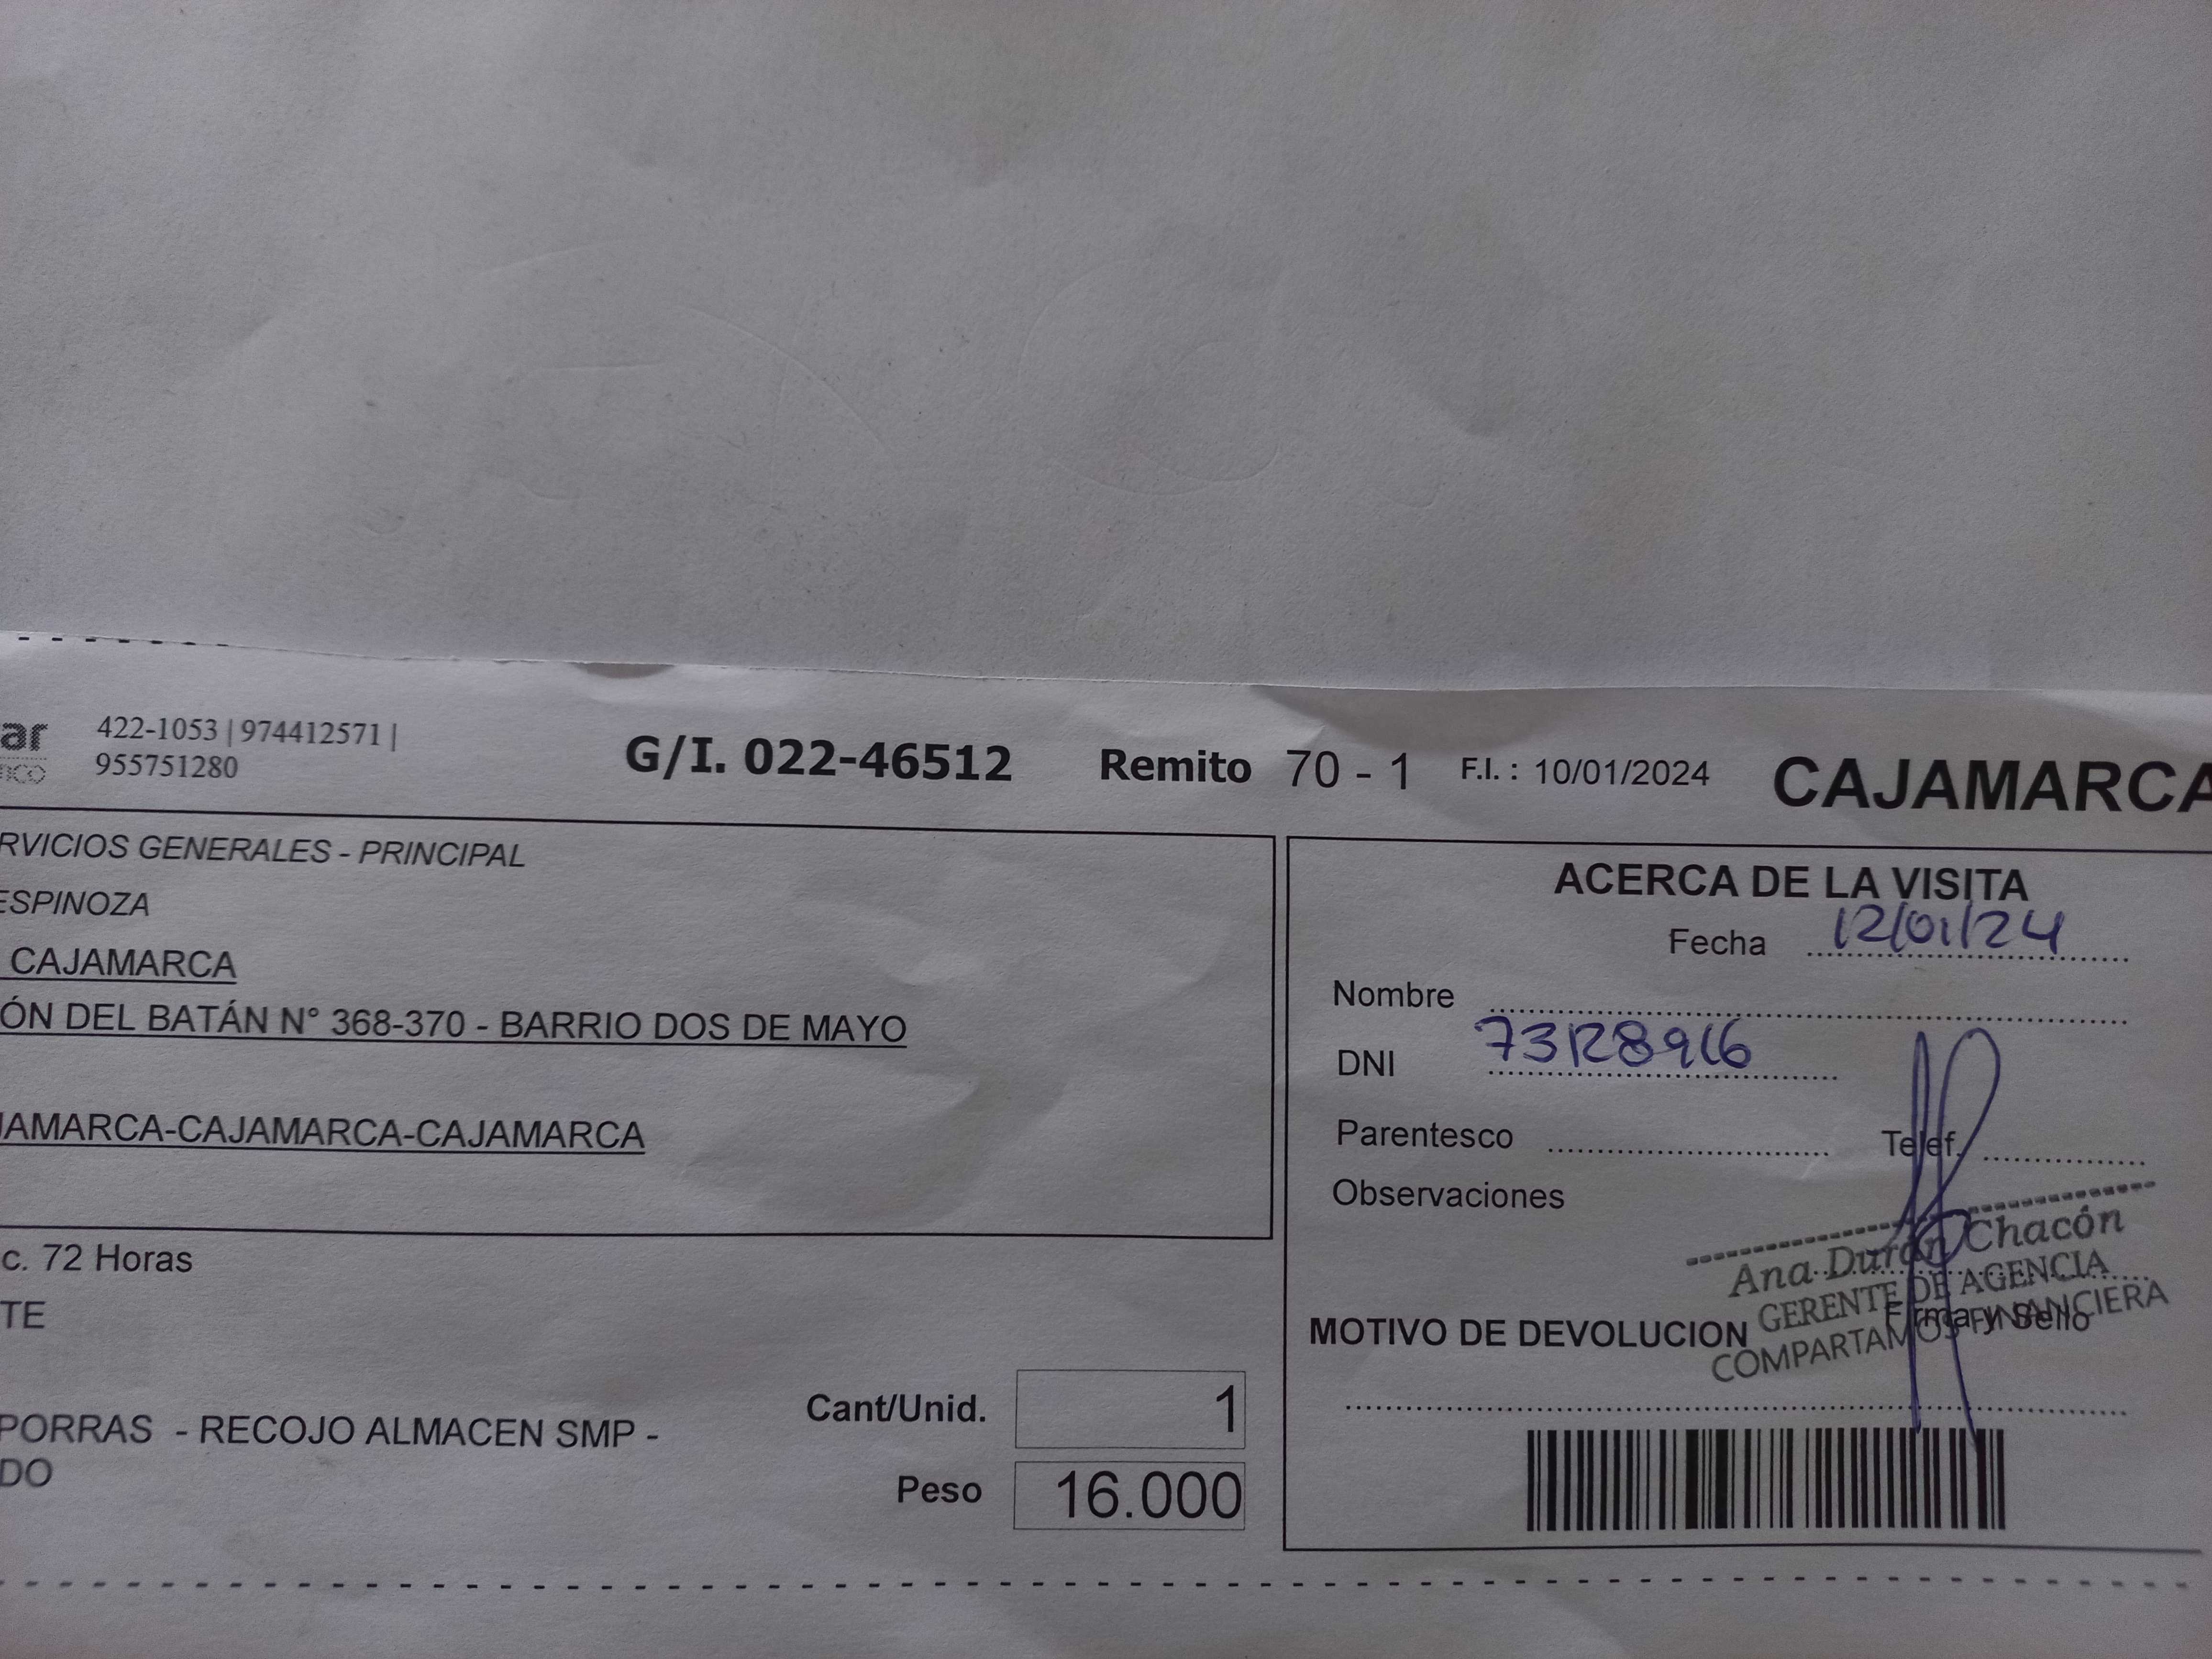 ar 422-1053 | 974412571 |
955751280
G/I. 022-46512 Remito 70 - 1 F.I. : 10/01/2024 CAJAMARCA
RVICIOS GENERALES - PRINCIPAL
ESPINOZA
CAJAMARCA
ÓN DEL BATÁN N° 368-370 - BARRIO DOS DE MAYO
JAMARCA-CAJAMARCA-CAJAMARCA
c. 72 Horas
TE
PORRAS - RECOJO ALMACEN SMP -
DO
Cant/Unid. 1
Peso 16.000
ACERCA DE LA VISITA
Fecha 12/01/24
Nombre
DNI 73128916
Parentesco Telef.
Observaciones
Ana Durán Chacón
GERENTE DE AGENCIA
COMPARTAMOS FINANCIERA
Firma y Sello
MOTIVO DE DEVOLUCION